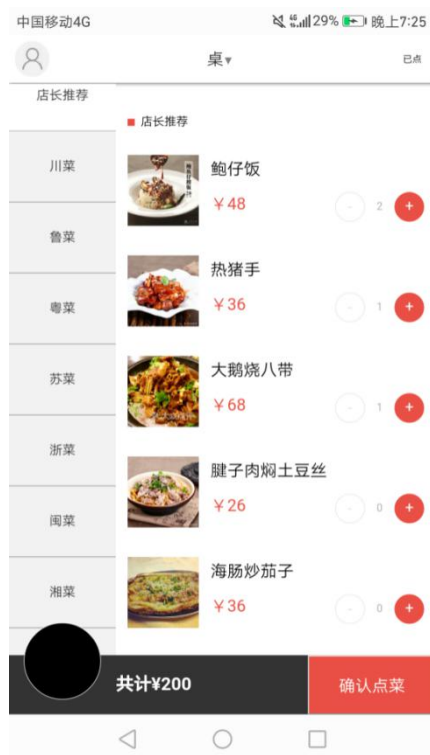 中国移动4G
29% 晚上7:25
桌▾
已点
店长推荐
川菜
鲁菜
粤菜
苏菜
浙菜
闽菜
湘菜
店长推荐
鲍仔饭
￥48
- 2 +
热猪手
￥36
- 1 +
大鹅烧八带
￥68
- 1 +
腱子肉焖土豆丝
￥26
- 0 +
海肠炒茄子
￥36
- 0 +
共计¥200
确认点菜